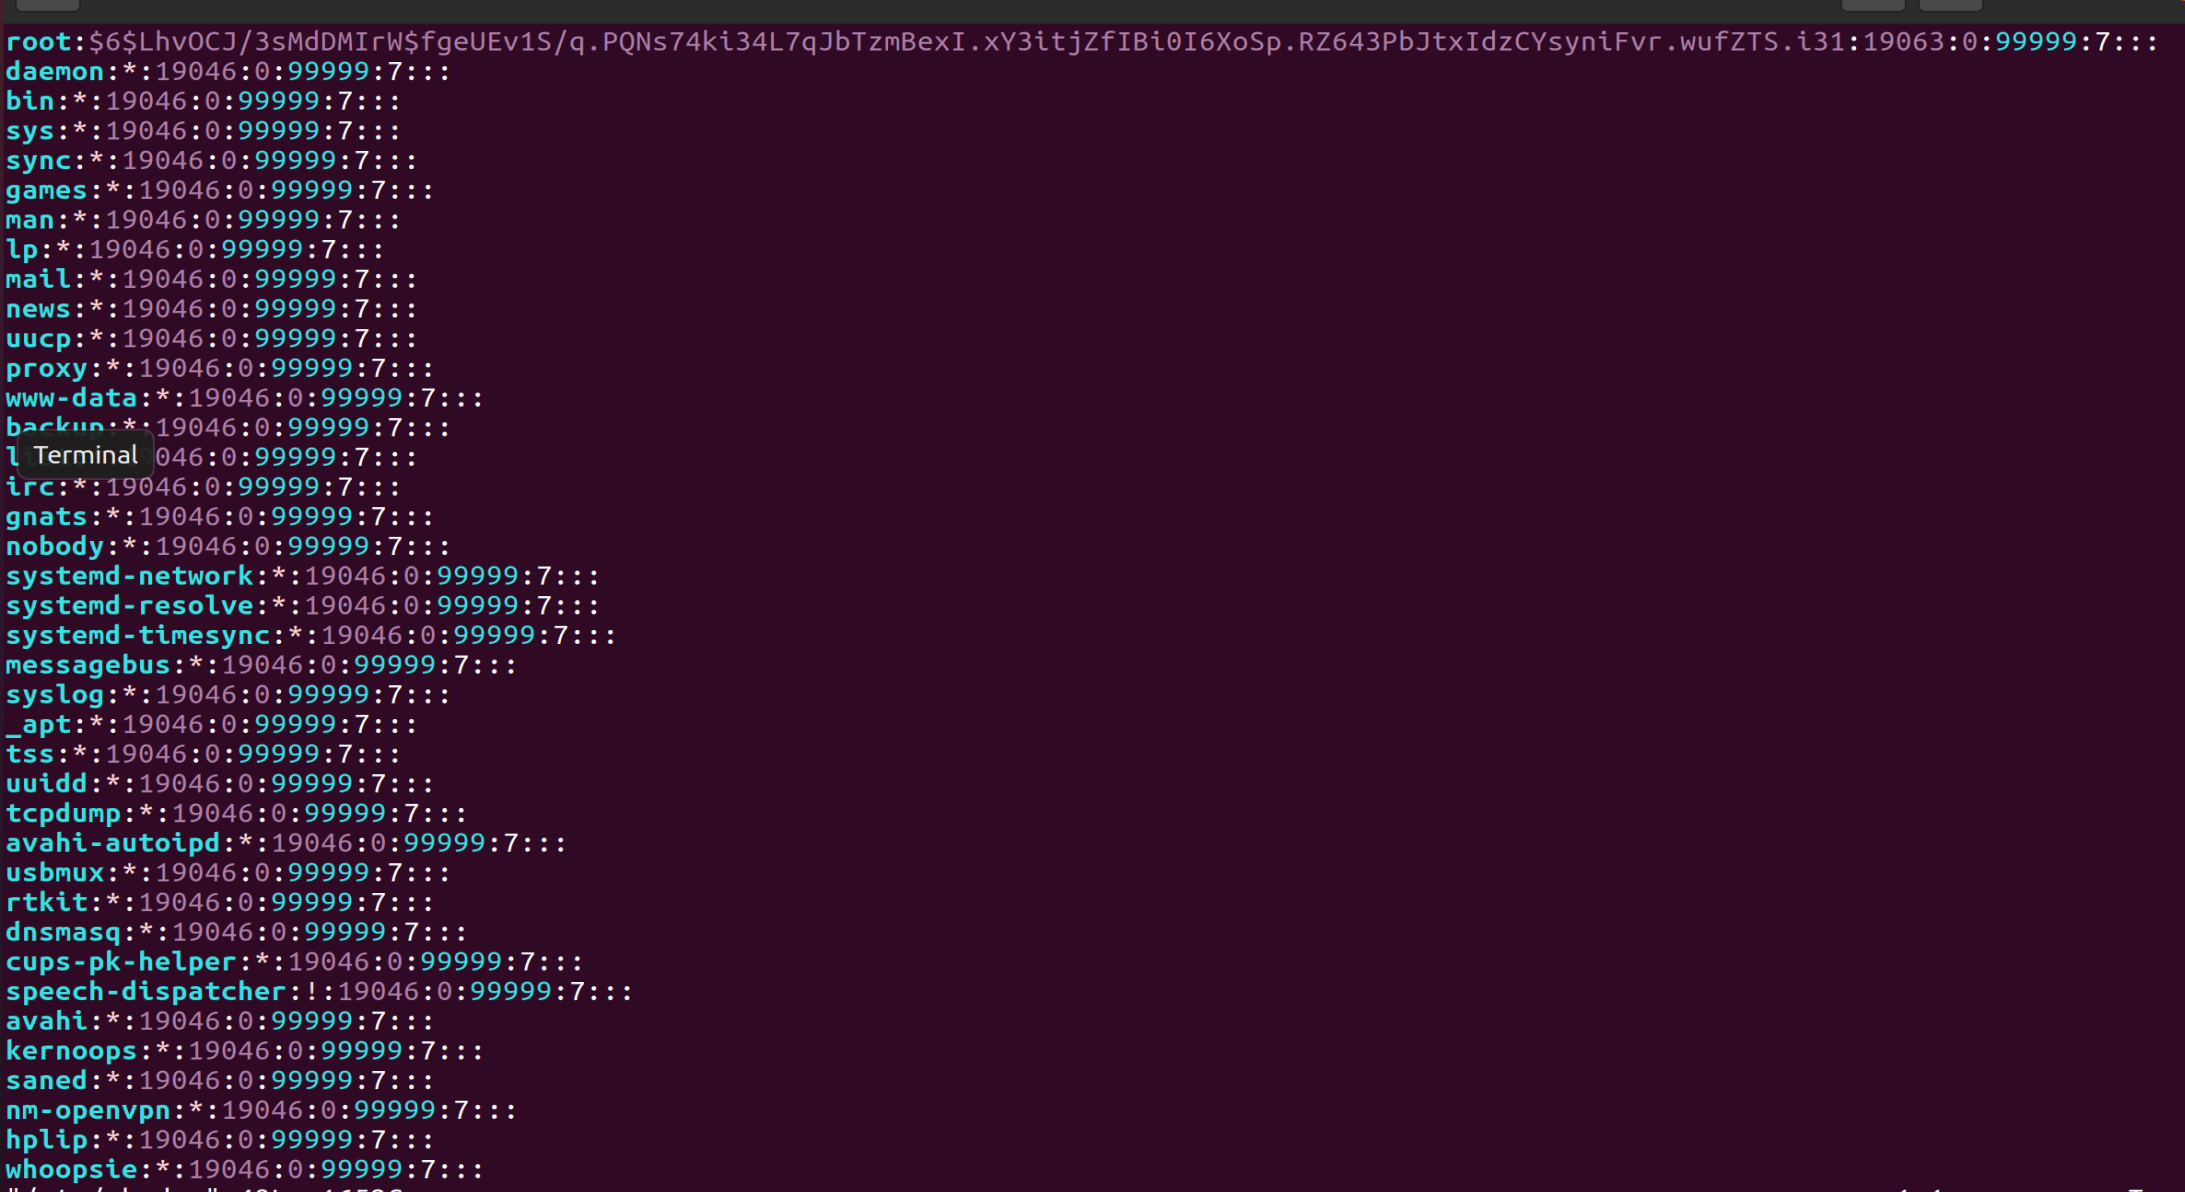 root:$6$LhvOCJ/3sMdDMIrW$fgeUEv1S/q.PQNs74ki34L7qJbTzmBexI.xY3itjZfIBi0I6XoSp.RZ643PbJtxIdzCYsyniFvr.wufZTS.i31:19063:0:99999:7:::
daemon:*:19046:0:99999:7:::
bin:*:19046:0:99999:7:::
sys:*:19046:0:99999:7:::
sync:*:19046:0:99999:7:::
games:*:19046:0:99999:7:::
man:*:19046:0:99999:7:::
lp:*:19046:0:99999:7:::
mail:*:19046:0:99999:7:::
news:*:19046:0:99999:7:::
uucp:*:19046:0:99999:7:::
proxy:*:19046:0:99999:7:::
www-data:*:19046:0:99999:7:::
backup:*:19046:0:99999:7:::
Terminal
046:0:99999:7:::
irc:*:19046:0:99999:7:::
gnats:*:19046:0:99999:7:::
nobody:*:19046:0:99999:7:::
systemd-network:*:19046:0:99999:7:::
systemd-resolve:*:19046:0:99999:7:::
systemd-timesync:*:19046:0:99999:7:::
messagebus:*:19046:0:99999:7:::
syslog:*:19046:0:99999:7:::
_apt:*:19046:0:99999:7:::
tss:*:19046:0:99999:7:::
uuidd:*:19046:0:99999:7:::
tcpdump:*:19046:0:99999:7:::
avahi-autoipd:*:19046:0:99999:7:::
usbmux:*:19046:0:99999:7:::
rtkit:*:19046:0:99999:7:::
dnsmasq:*:19046:0:99999:7:::
cups-pk-helper:*:19046:0:99999:7:::
speech-dispatcher:!:19046:0:99999:7:::
avahi:*:19046:0:99999:7:::
kernoops:*:19046:0:99999:7:::
saned:*:19046:0:99999:7:::
nm-openvpn:*:19046:0:99999:7:::
hplip:*:19046:0:99999:7:::
whoopsie:*:19046:0:99999:7:::